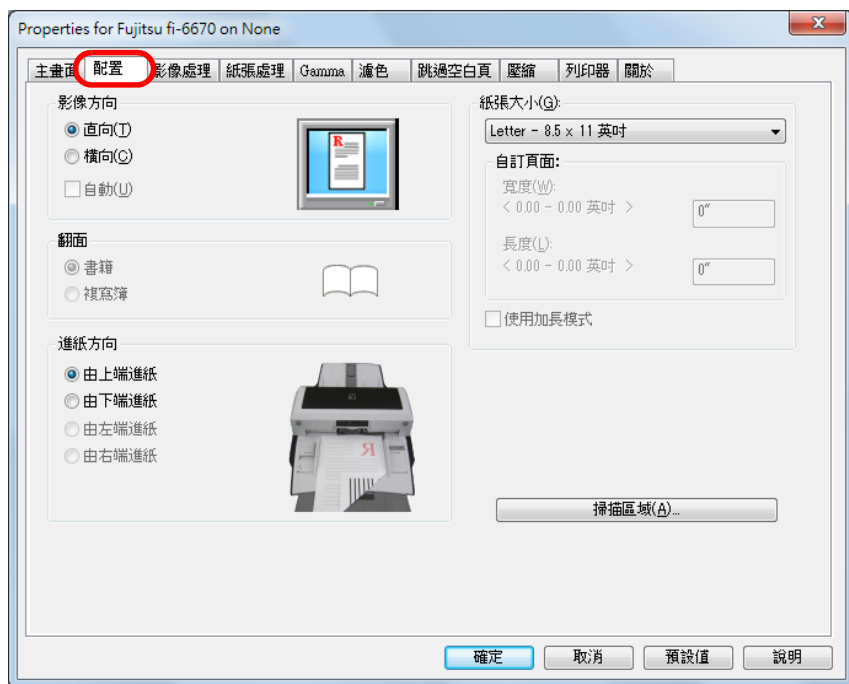 Properties for Fujitsu fi-6670 on None
主畫面 配置 影像處理 紙張處理 Gamma 濾色 跳過空白頁 壓縮 列印器 關於
影像方向
直向(T)
橫向(C)
自動(U)
R
翻面
書籍
複寫簿
進紙方向
由上端進紙
由下端進紙
由左端進紙
由右端進紙
R
紙張大小(G):
Letter - 8.5 x 11 英吋
自訂頁面:
寬度(W):
< 0.00 - 0.00 英吋 > 0"
長度(L):
< 0.00 - 0.00 英吋 > 0"
使用加長模式
掃描區域(A)...
確定 取消 預設值 說明